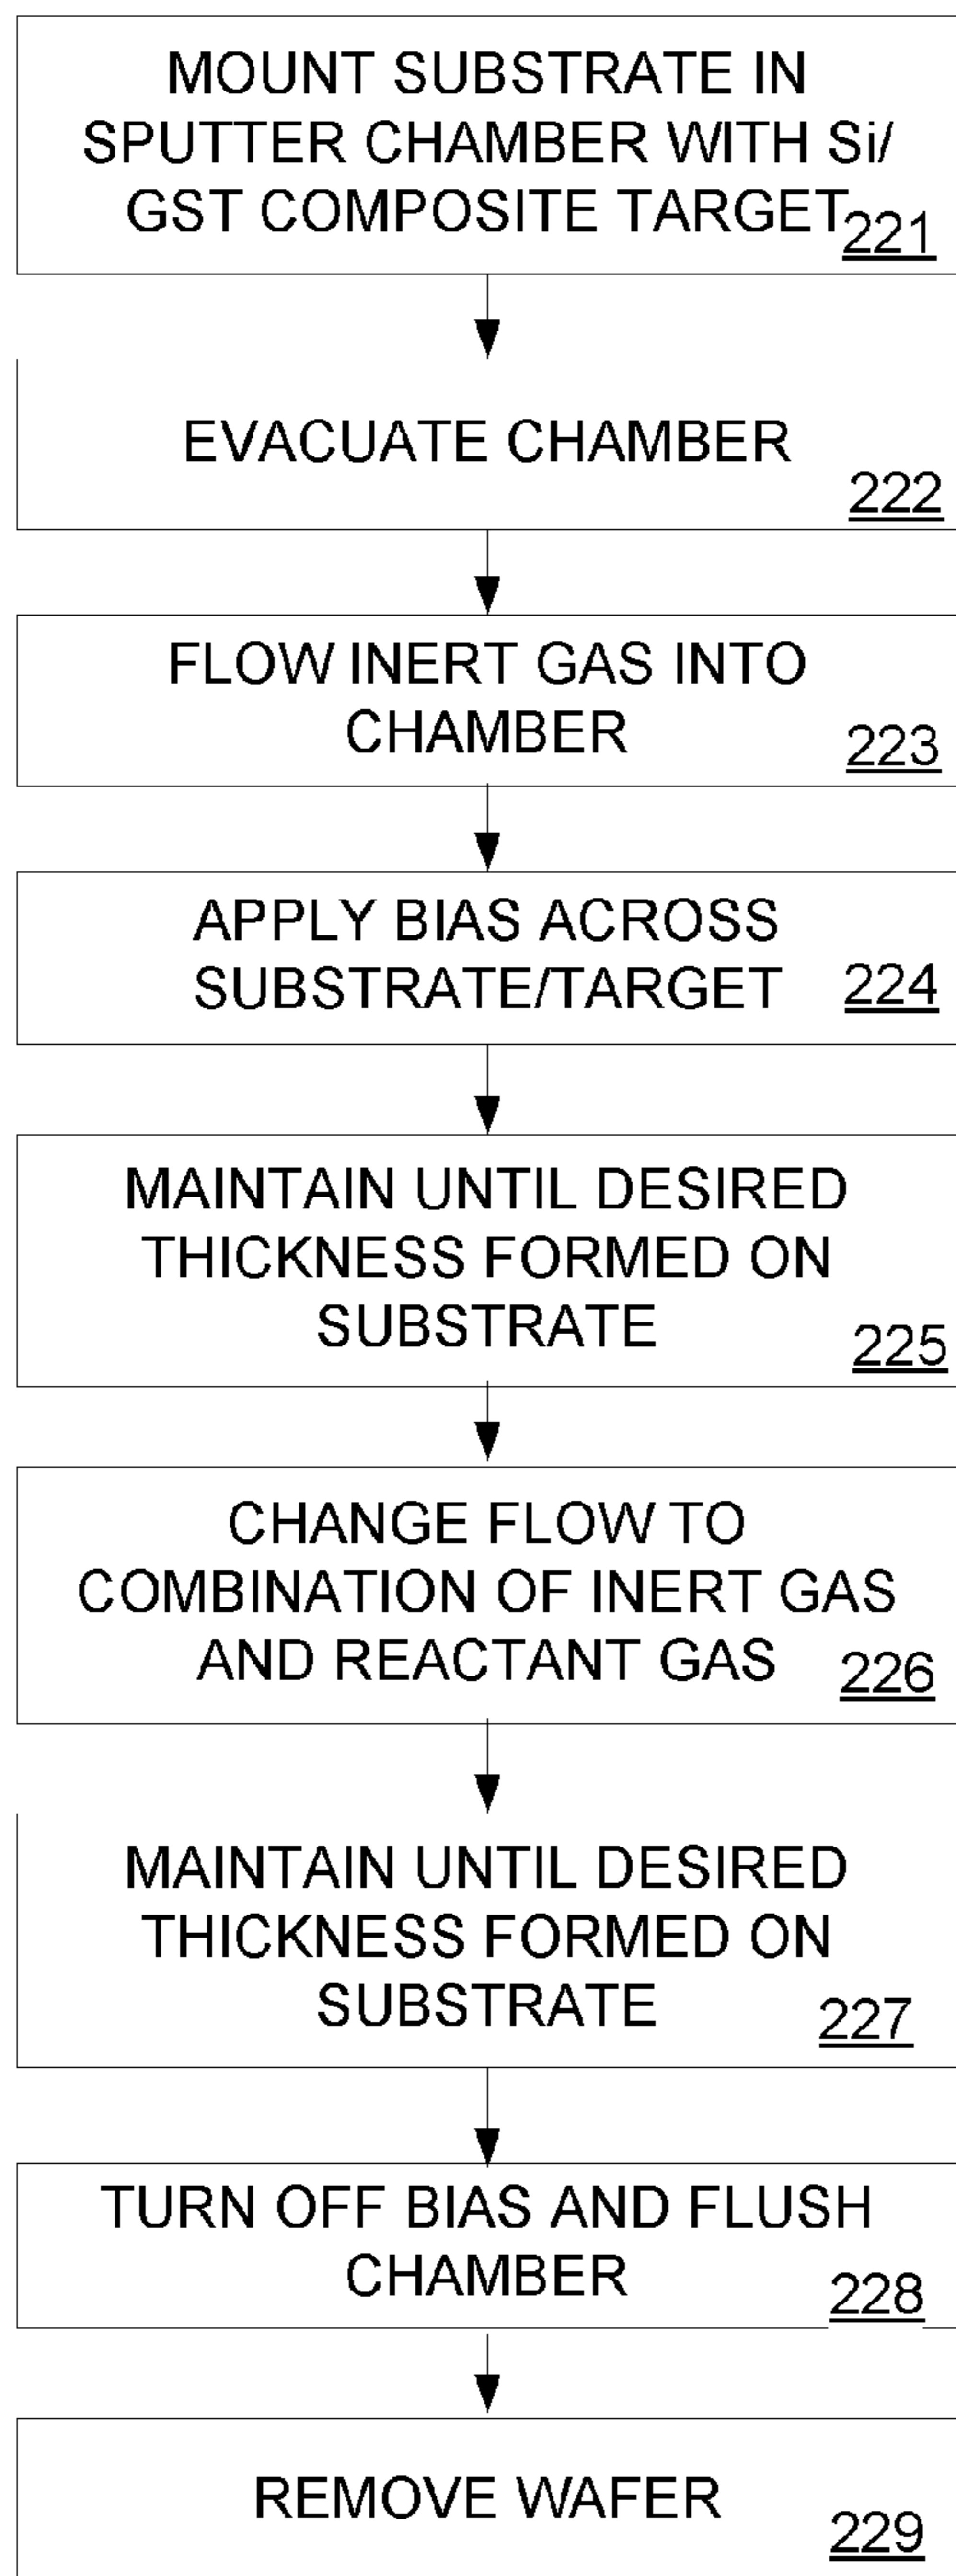 MOUNT SUBSTRATE IN
SPUTTER CHAMBER WITH Si/
GST COMPOSITE TARGET
221
EVACUATE CHAMBER
222
FLOW INERT GAS INTO
CHAMBER
223
APPLY BIAS ACROSS
SUBSTRATE/TARGET
224
MAINTAIN UNTIL DESIRED
THICKNESS FORMED ON
SUBSTRATE
225
CHANGE FLOW TO
COMBINATION OF INERT GAS
AND REACTANT GAS
226
MAINTAIN UNTIL DESIRED
THICKNESS FORMED ON
SUBSTRATE
227
TURN OFF BIAS AND FLUSH
CHAMBER
228
REMOVE WAFER
229